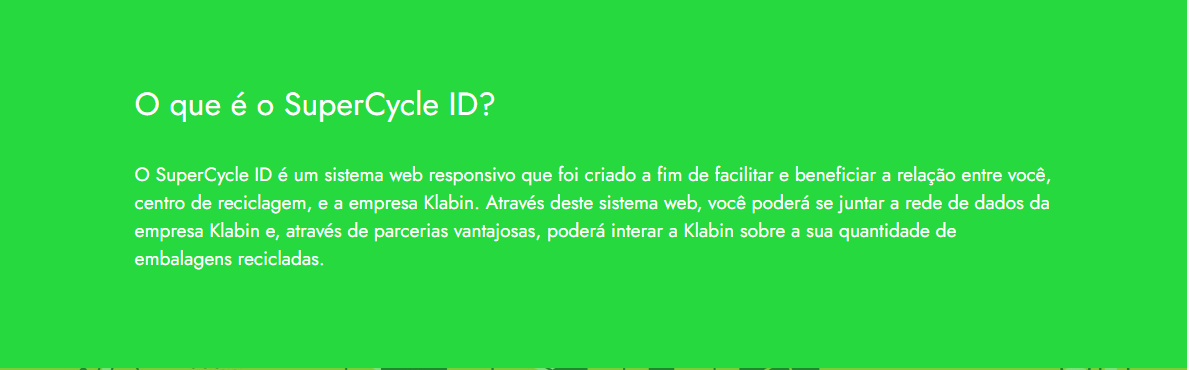 O que é o SuperCycle ID?
O SuperCycle ID é um sistema web responsivo que foi criado a fim de facilitar e beneficiar a relação entre você,
centro de reciclagem, e a empresa Klabin. Através deste sistema web, você poderá se juntar a rede de dados da
empresa Klabin e, através de parcerias vantajosas, poderá interar a Klabin sobre a sua quantidade de
embalagens recicladas.